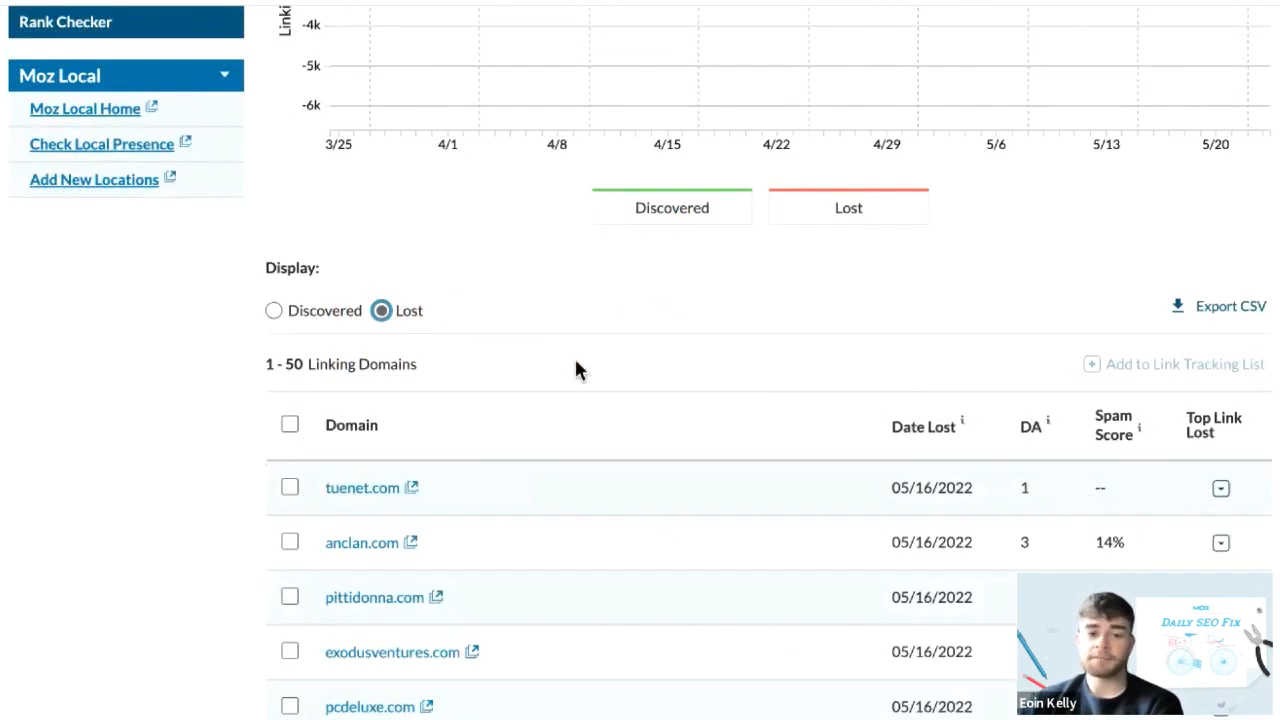 Rank Checker
Moz Local
Moz Local Home
Check Local Presence
Add New Locations
Linki
-4k
-5k
-6k
3/25 4/1 4/8 4/15 4/22 4/29 5/6 5/13 5/20
Discovered Lost
Display:
Discovered Lost
Export CSV
1 - 50 Linking Domains
Add to Link Tracking List
Domain Date Lost i DA i Spam Score i Top Link Lost
tuenet.com 05/16/2022 1 --
anclan.com 05/16/2022 3 14%
pittidonna.com 05/16/2022
exodusventures.com 05/16/2022
pcdeluxe.com 05/16/2022
MOZ
DAILY SEO FIX
Eoin Kelly